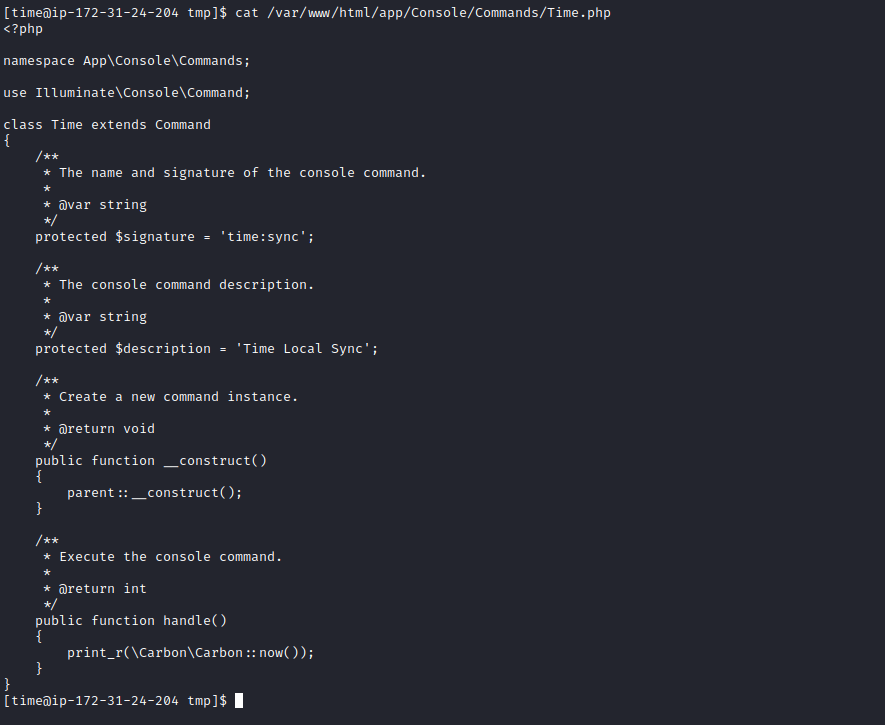 [time@ip-172-31-24-204 tmp]$ cat /var/www/html/app/Console/Commands/Time.php
<?php

namespace App\Console\Commands;

use Illuminate\Console\Command;

class Time extends Command
{
    /**
     * The name and signature of the console command.
     *
     * @var string
     */
    protected $signature = 'time:sync';

    /**
     * The console command description.
     *
     * @var string
     */
    protected $description = 'Time Local Sync';

    /**
     * Create a new command instance.
     *
     * @return void
     */
    public function __construct()
    {
        parent::__construct();
    }

    /**
     * Execute the console command.
     *
     * @return int
     */
    public function handle()
    {
        print_r(\Carbon\Carbon::now());
    }
}
[time@ip-172-31-24-204 tmp]$